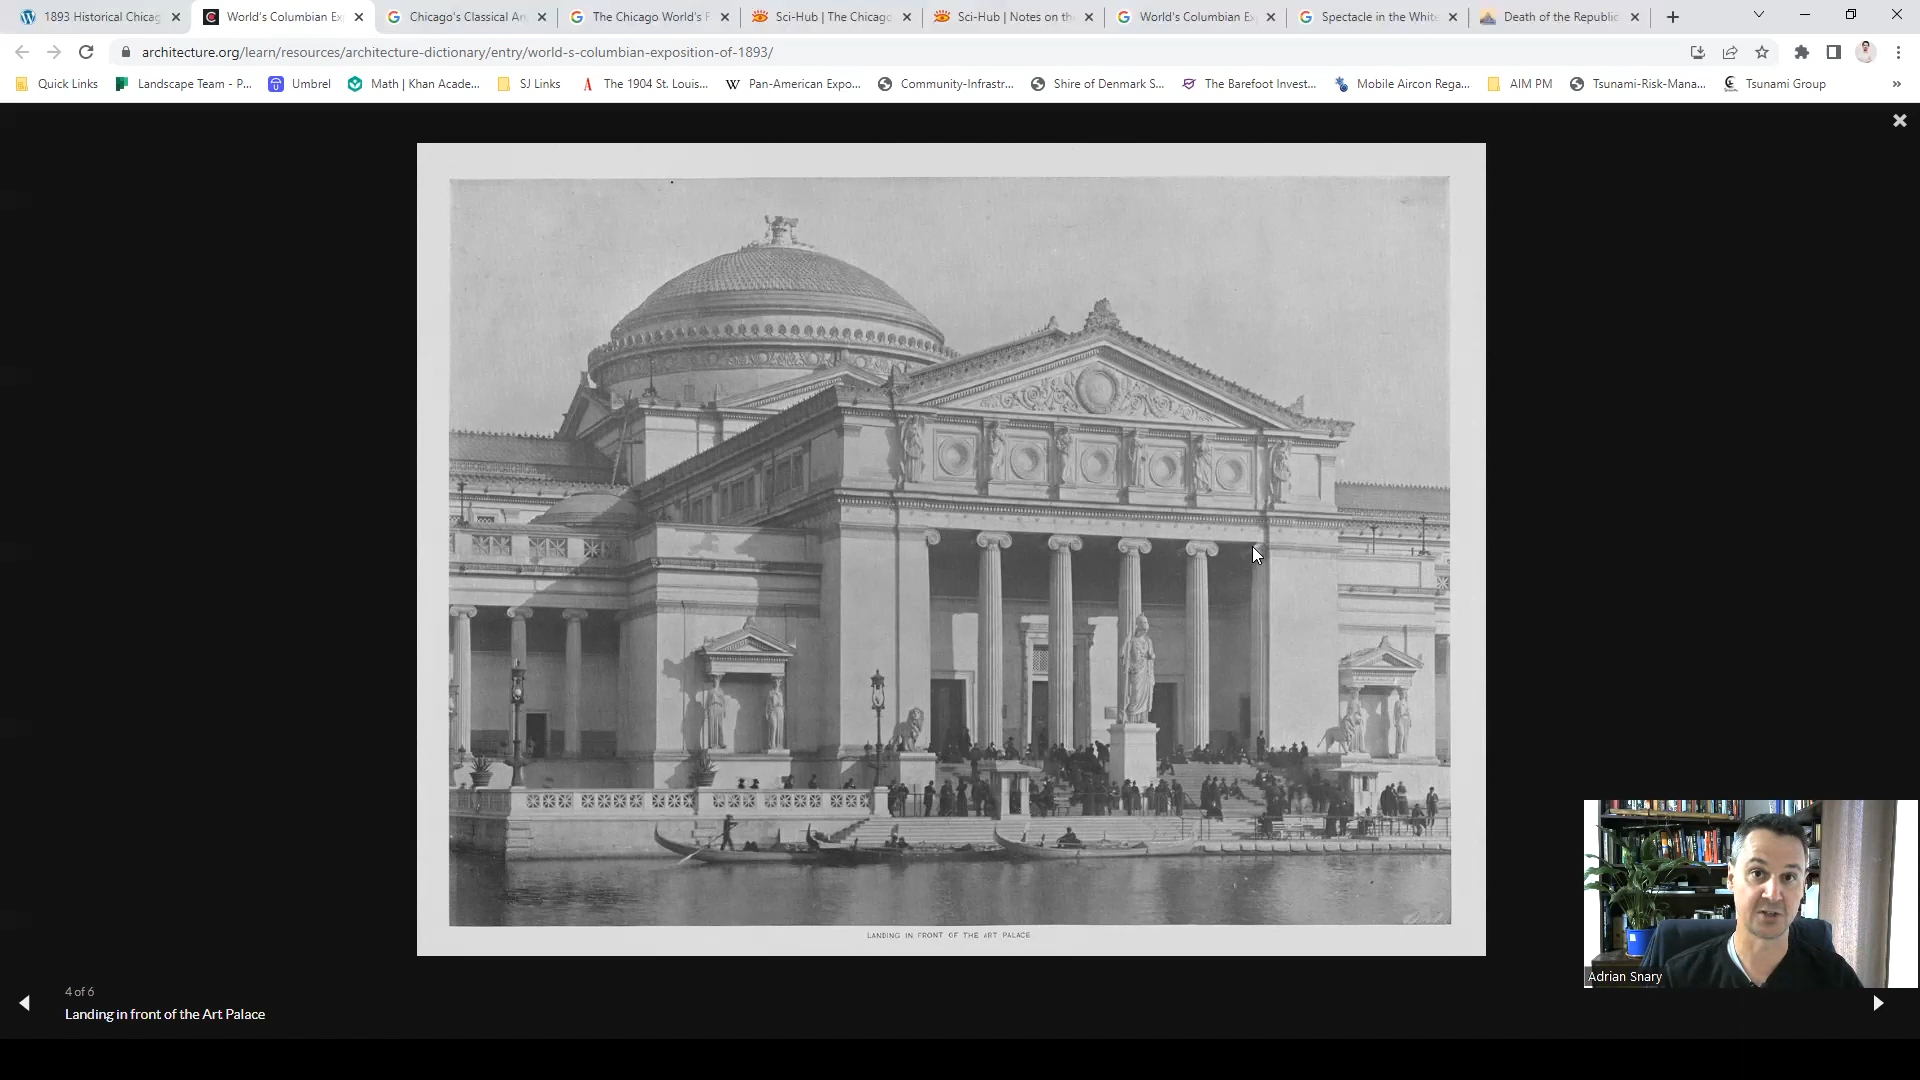 1893 Historical Chicag
World's Columbian Ex
Chicago's Classical Ar
The Chicago World's F
Sci-Hub | The Chicago
Sci-Hub | Notes on the
World's Columbian Ex
Spectacle in the White
Death of the Republic
architecture.org/learn/resources/architecture-dictionary/entry/world-s-columbian-exposition-of-1893/
Quick Links
Landscape Team - P...
Umbrel
Math | Khan Acade...
SJ Links
The 1904 St. Louis...
Pan-American Expo...
Community-Infrastr...
Shire of Denmark S...
The Barefoot Invest...
Mobile Aircon Rega...
AIM PM
Tsunami-Risk-Mana...
Tsunami Group
LANDING IN FRONT OF THE ART PALACE
Adrian Snary
4 of 6
Landing in front of the Art Palace